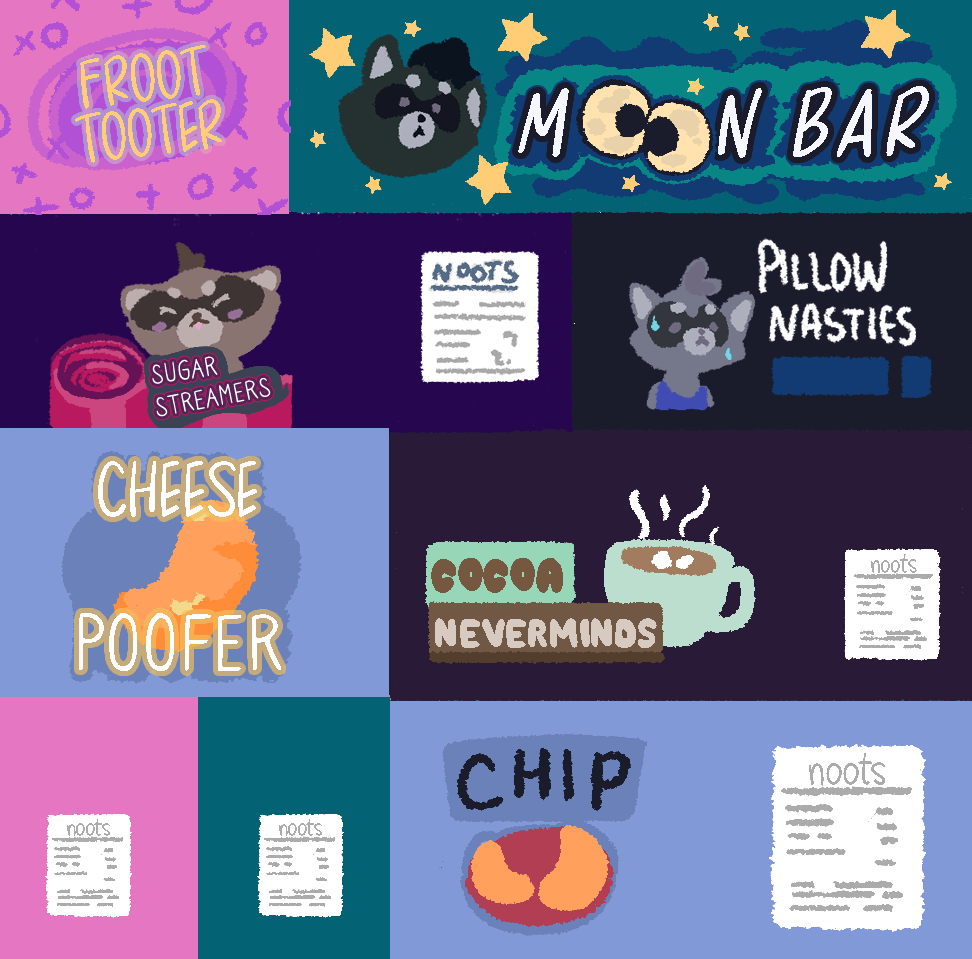 FROOT
TOOTER
MOON BAR
SUGAR
STREAMERS
NOOTS
PILLOW
NASTIES
CHEESE
POOFER
COCOA
NEVERMINDS
noots
noots
noots
CHIP
noots